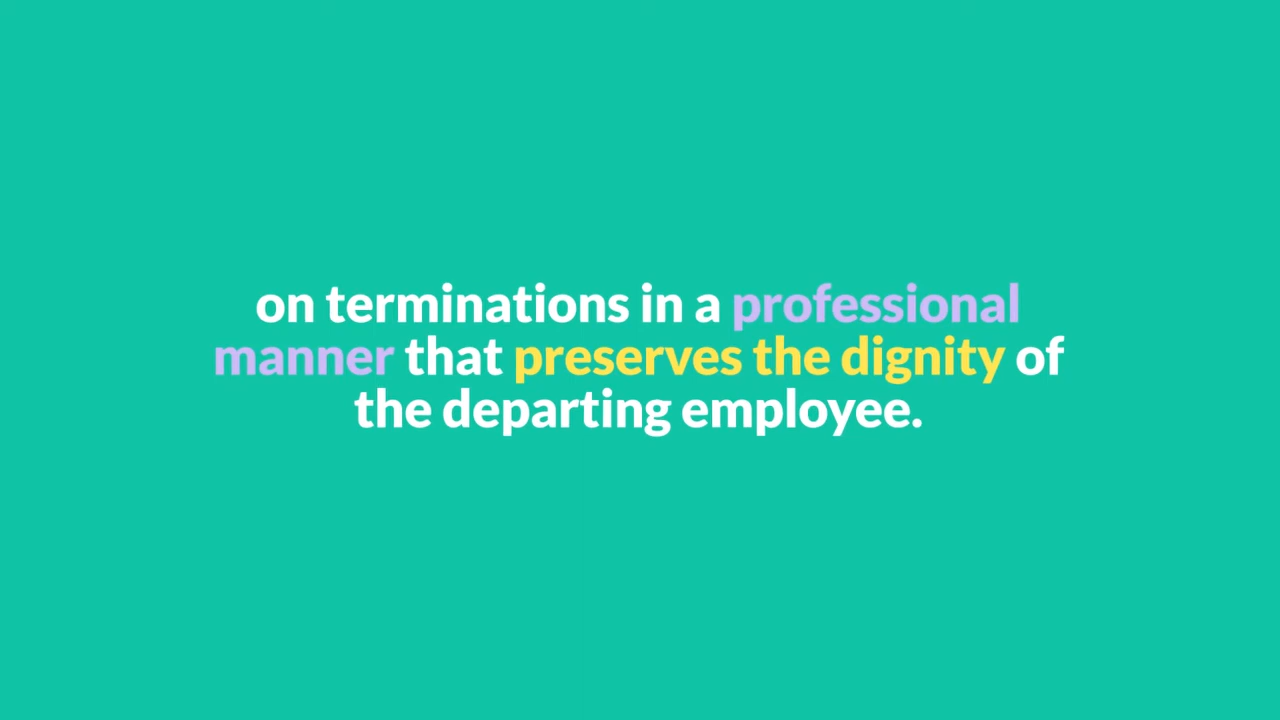 on terminations in a professional
manner that preserves the dignity of
the departing employee.